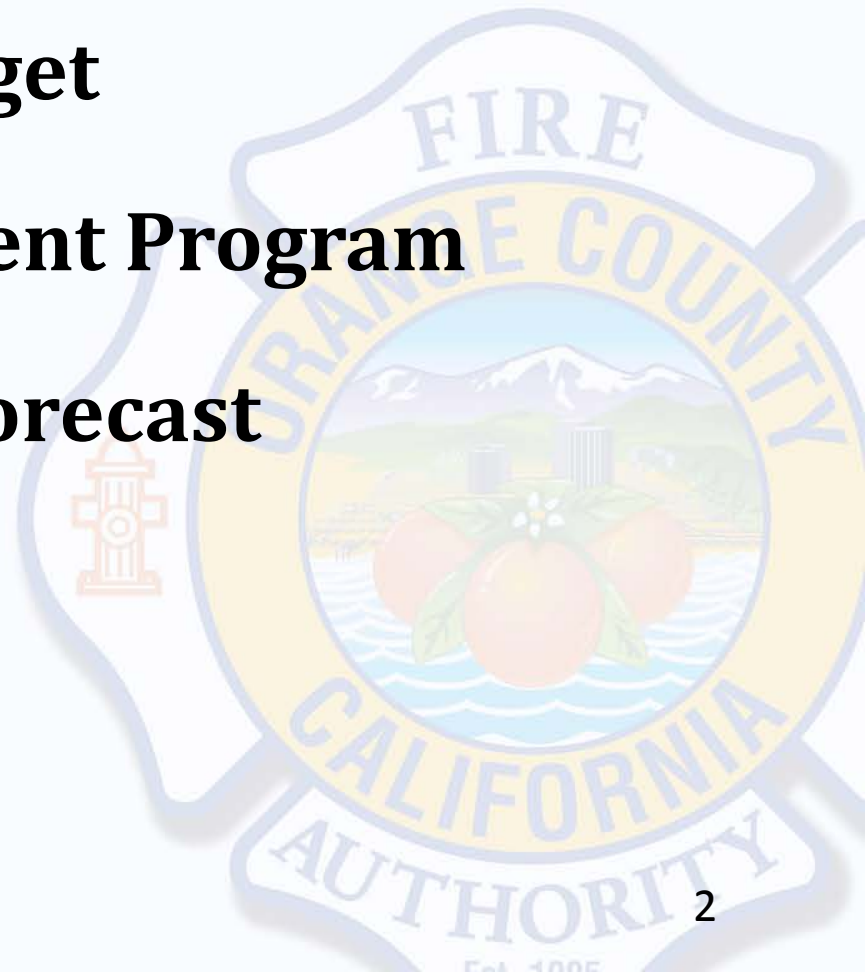 get
ent Program
orecast
FIRE
ORANGE COUNTY
CALIFORNIA
AUTHORITY
2